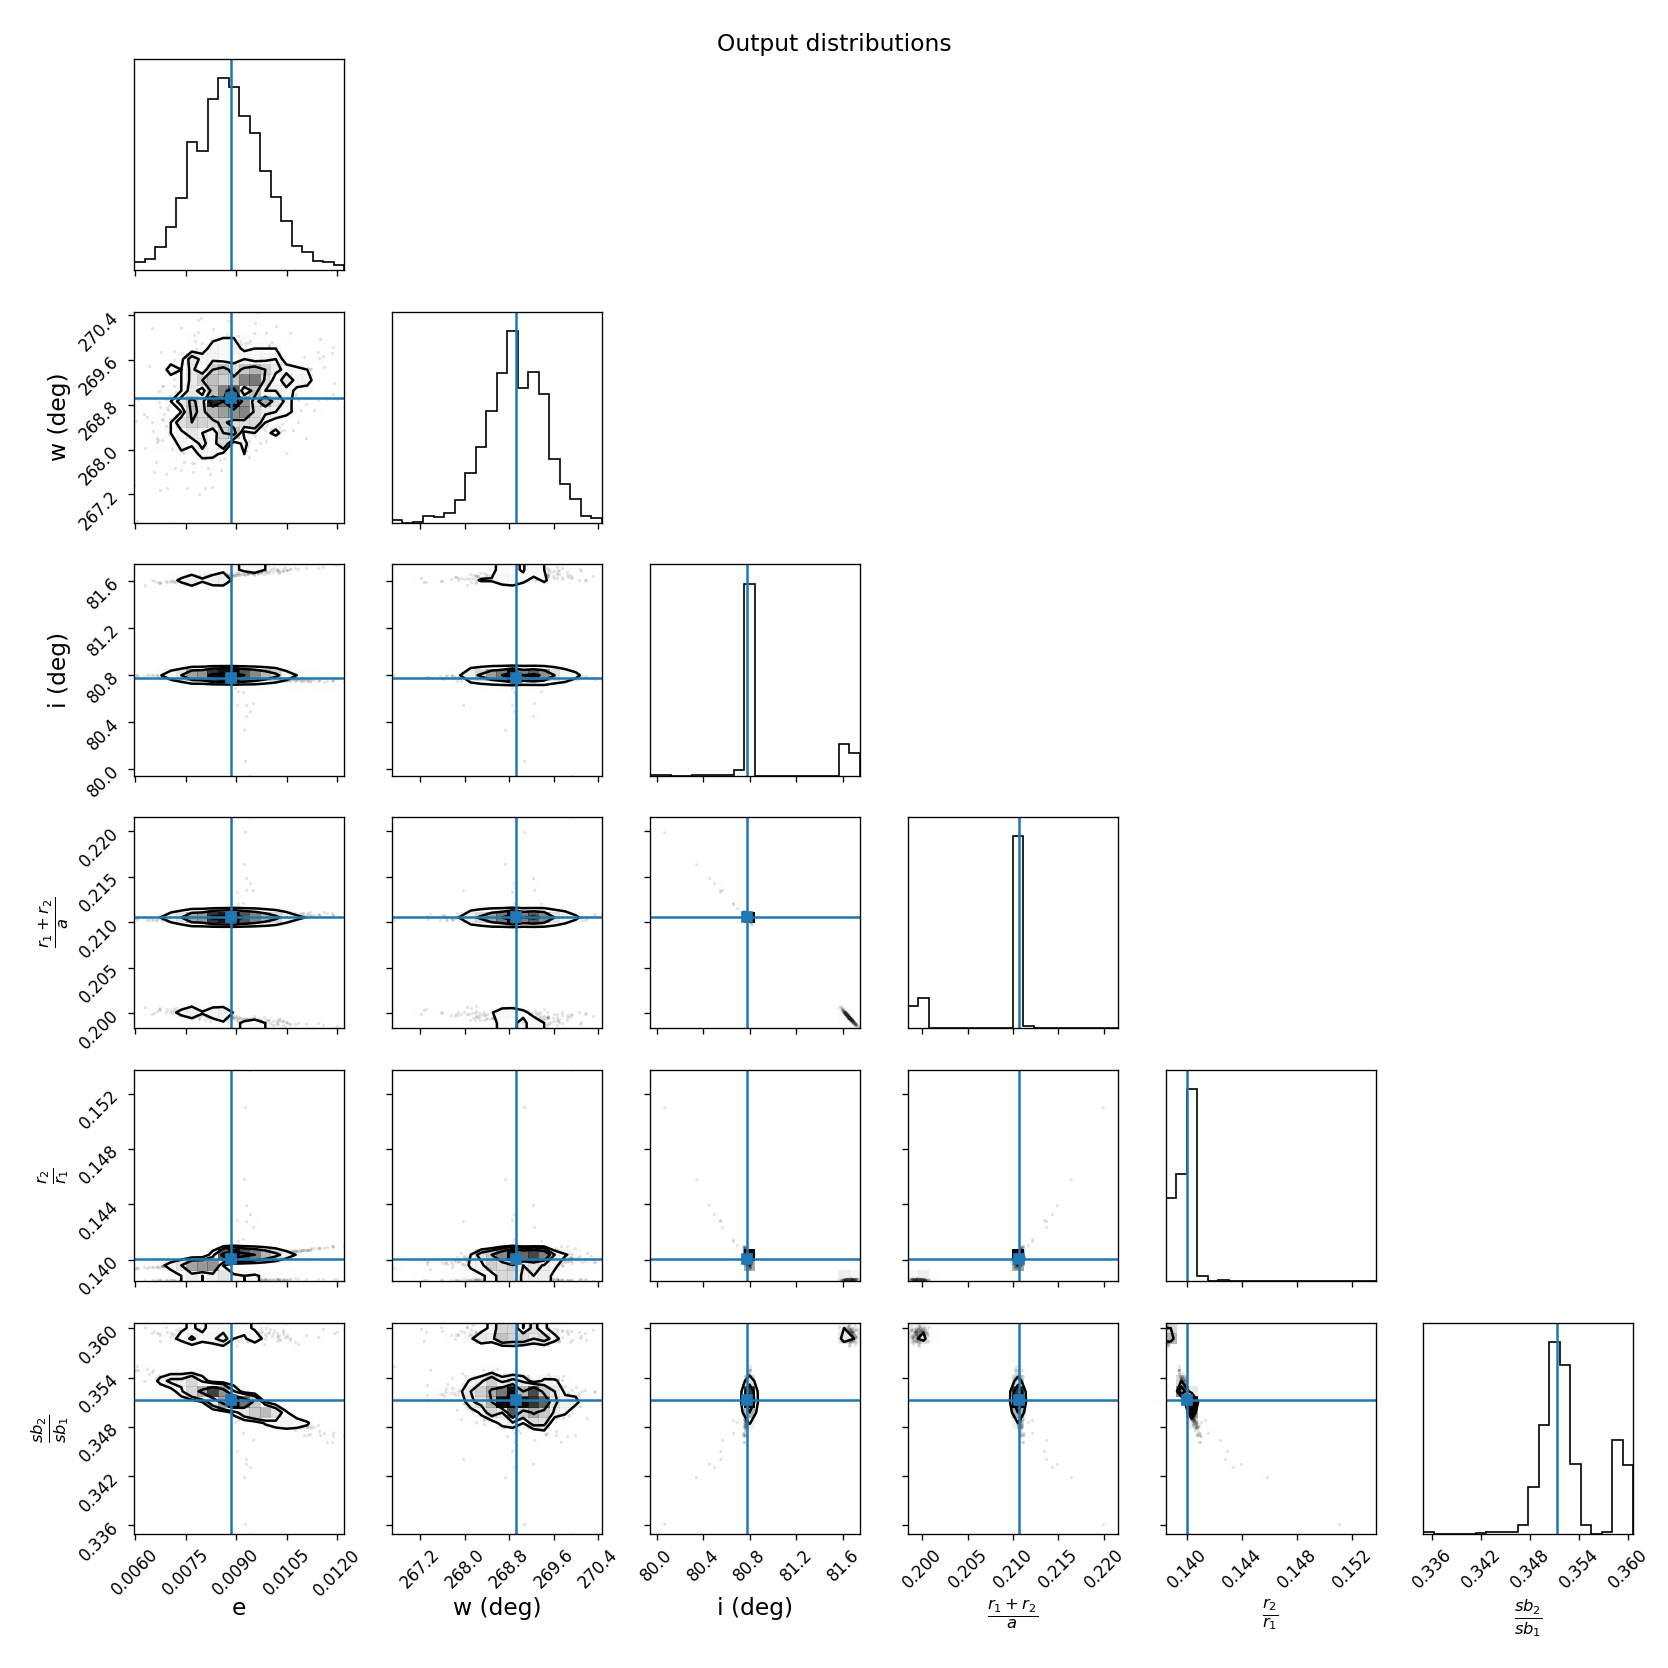 Output distributions
w (deg)
270.4
269.6
268.8
268.0
267.2
i (deg)
81.6
81.2
80.8
80.4
80.0
r₁ + r₂
a
0.220
0.215
0.210
0.205
0.200
r₂
r₁
0.152
0.148
0.144
0.140
sb₂
sb₁
0.360
0.354
0.348
0.342
0.336
0.0060 0.0075 0.0090 0.0105 0.0120
e
267.2 268.0 268.8 269.6 270.4
w (deg)
80.0 80.4 80.8 81.2 81.6
i (deg)
0.200 0.205 0.210 0.215 0.220
r₁ + r₂
a
0.140 0.144 0.148 0.152
r₂
r₁
0.336 0.342 0.348 0.354 0.360
sb₂
sb₁